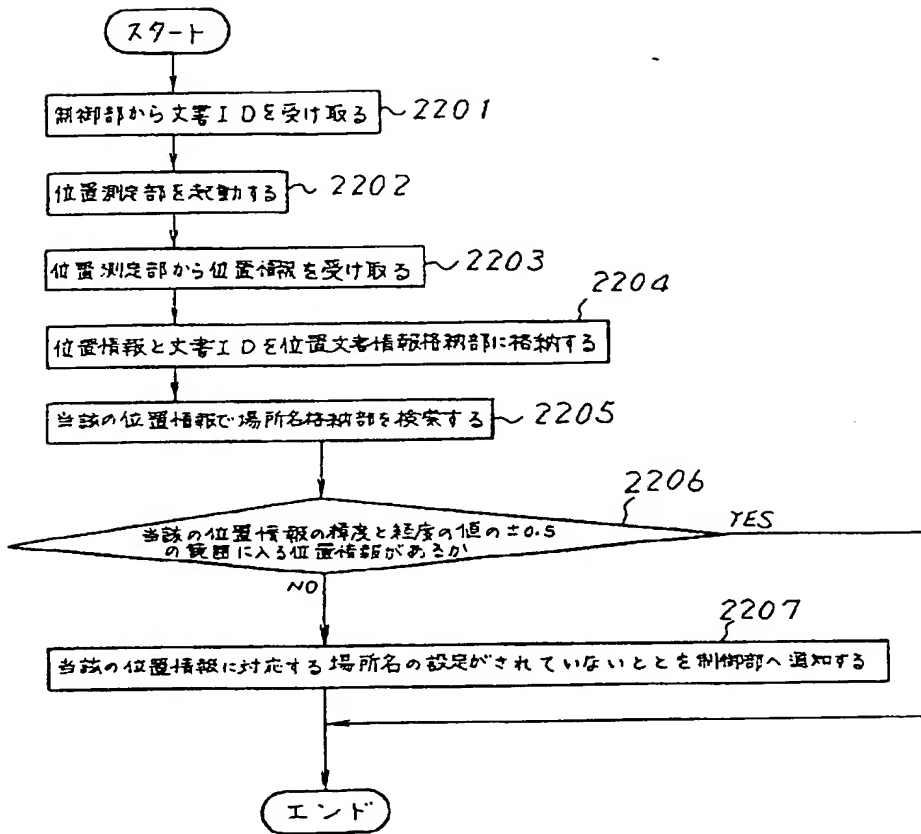 スタート
制御部から文書IDを受け取る
2201
位置測定部を起動する
2202
位置測定部から位置情報を受け取る
2203
2204
位置情報と文書IDを位置文書情報格納部に格納する
当該の位置情報で場所名格納部を検索する
2205
2206
当該の位置情報の緯度と経度の値の±0.5
の範囲に入る位置情報があるか
YES
NO
2207
当該の位置情報に対応する場所名の設定がされていないととを制御部へ通知する
エンド